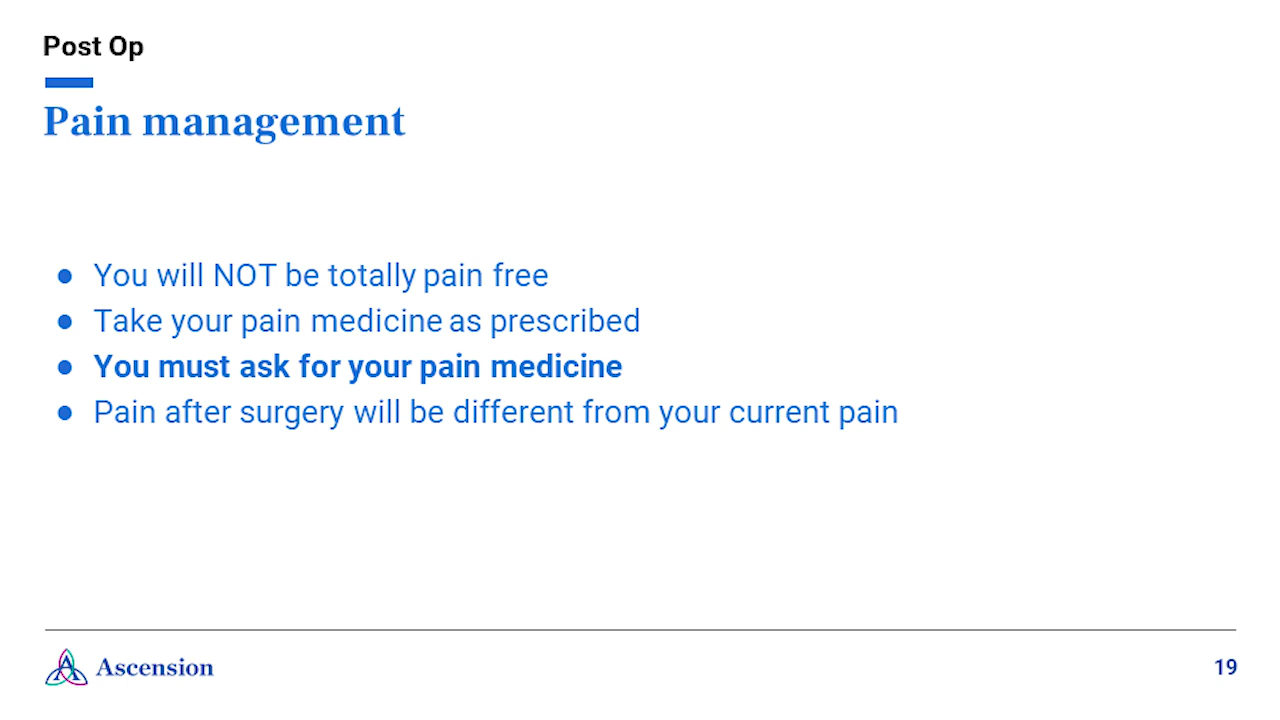 Post Op
Pain management
● You will NOT be totally pain free
● Take your pain medicine as prescribed
● You must ask for your pain medicine
● Pain after surgery will be different from your current pain
Ascension
19